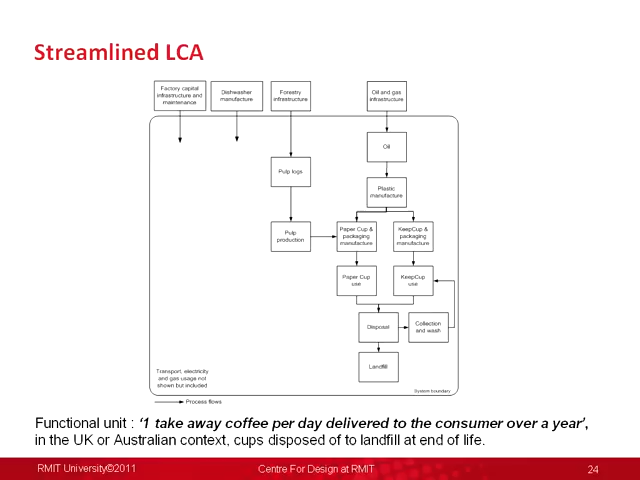 Streamlined LCA
Factory capital
infrastructure and
maintenance
Dishwasher
manufacture
Forestry
infrastructure
Oil and gas
infrastructure
Oil
Pulp logs
Plastic
manufacture
Pulp
production
Paper Cup &
packaging
manufacture
KeepCup &
packaging
manufacture
Paper Cup
use
KeepCup
use
Disposal
Collection
and wash
Landfill
Transport, electricity
and gas usage not
shown but included
System boundary
Process flows
Functional unit : ‘1 take away coffee per day delivered to the consumer over a year’,
in the UK or Australian context, cups disposed of to landfill at end of life.
RMIT University©2011
Centre For Design at RMIT
24